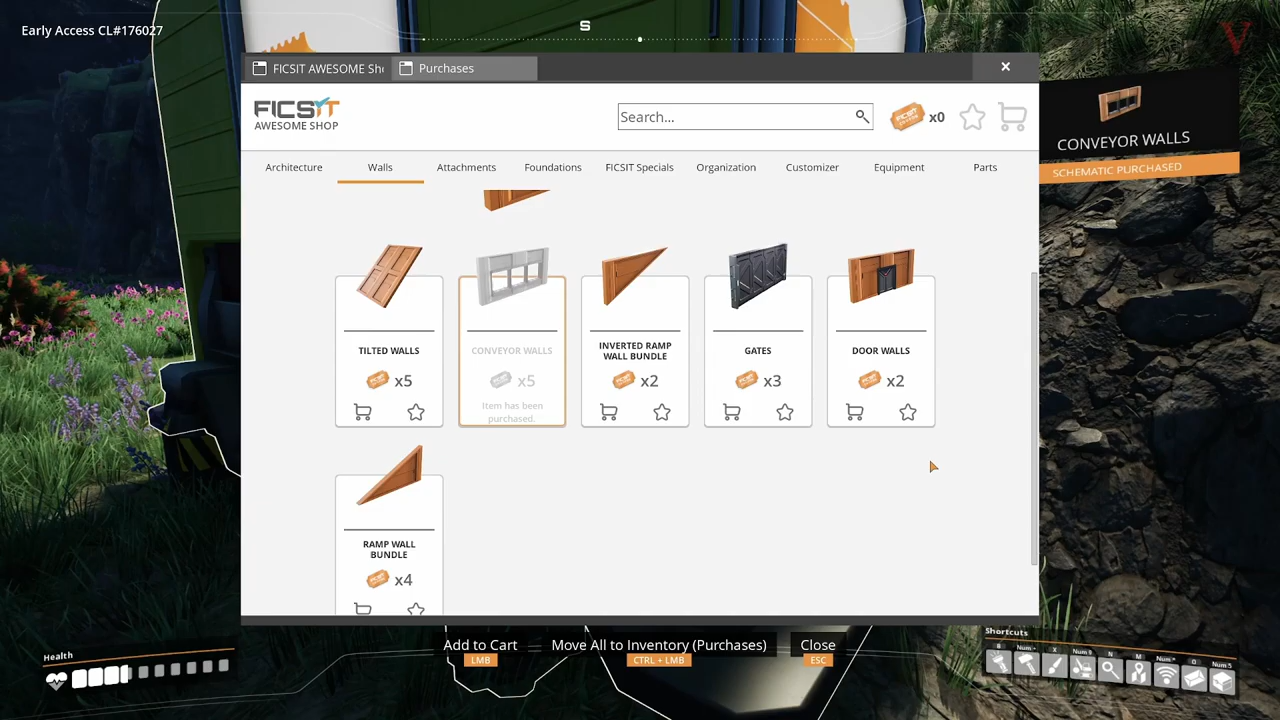 Early Access CL#176027
S
V
FICSIT AWESOME Sh
Purchases
FICSIT
AWESOME SHOP
Search...
x0
Architecture
Walls
Attachments
Foundations
FICSIT Specials
Organization
Customizer
Equipment
Parts
CONVEYOR WALLS
SCHEMATIC PURCHASED
TILTED WALLS
x5
CONVEYOR WALLS
x5
Item has been
purchased.
INVERTED RAMP
WALL BUNDLE
x2
GATES
x3
DOOR WALLS
x2
RAMP WALL
BUNDLE
x4
Add to Cart
LMB
Move All to Inventory (Purchases)
CTRL + LMB
Close
ESC
Health
Shortcuts